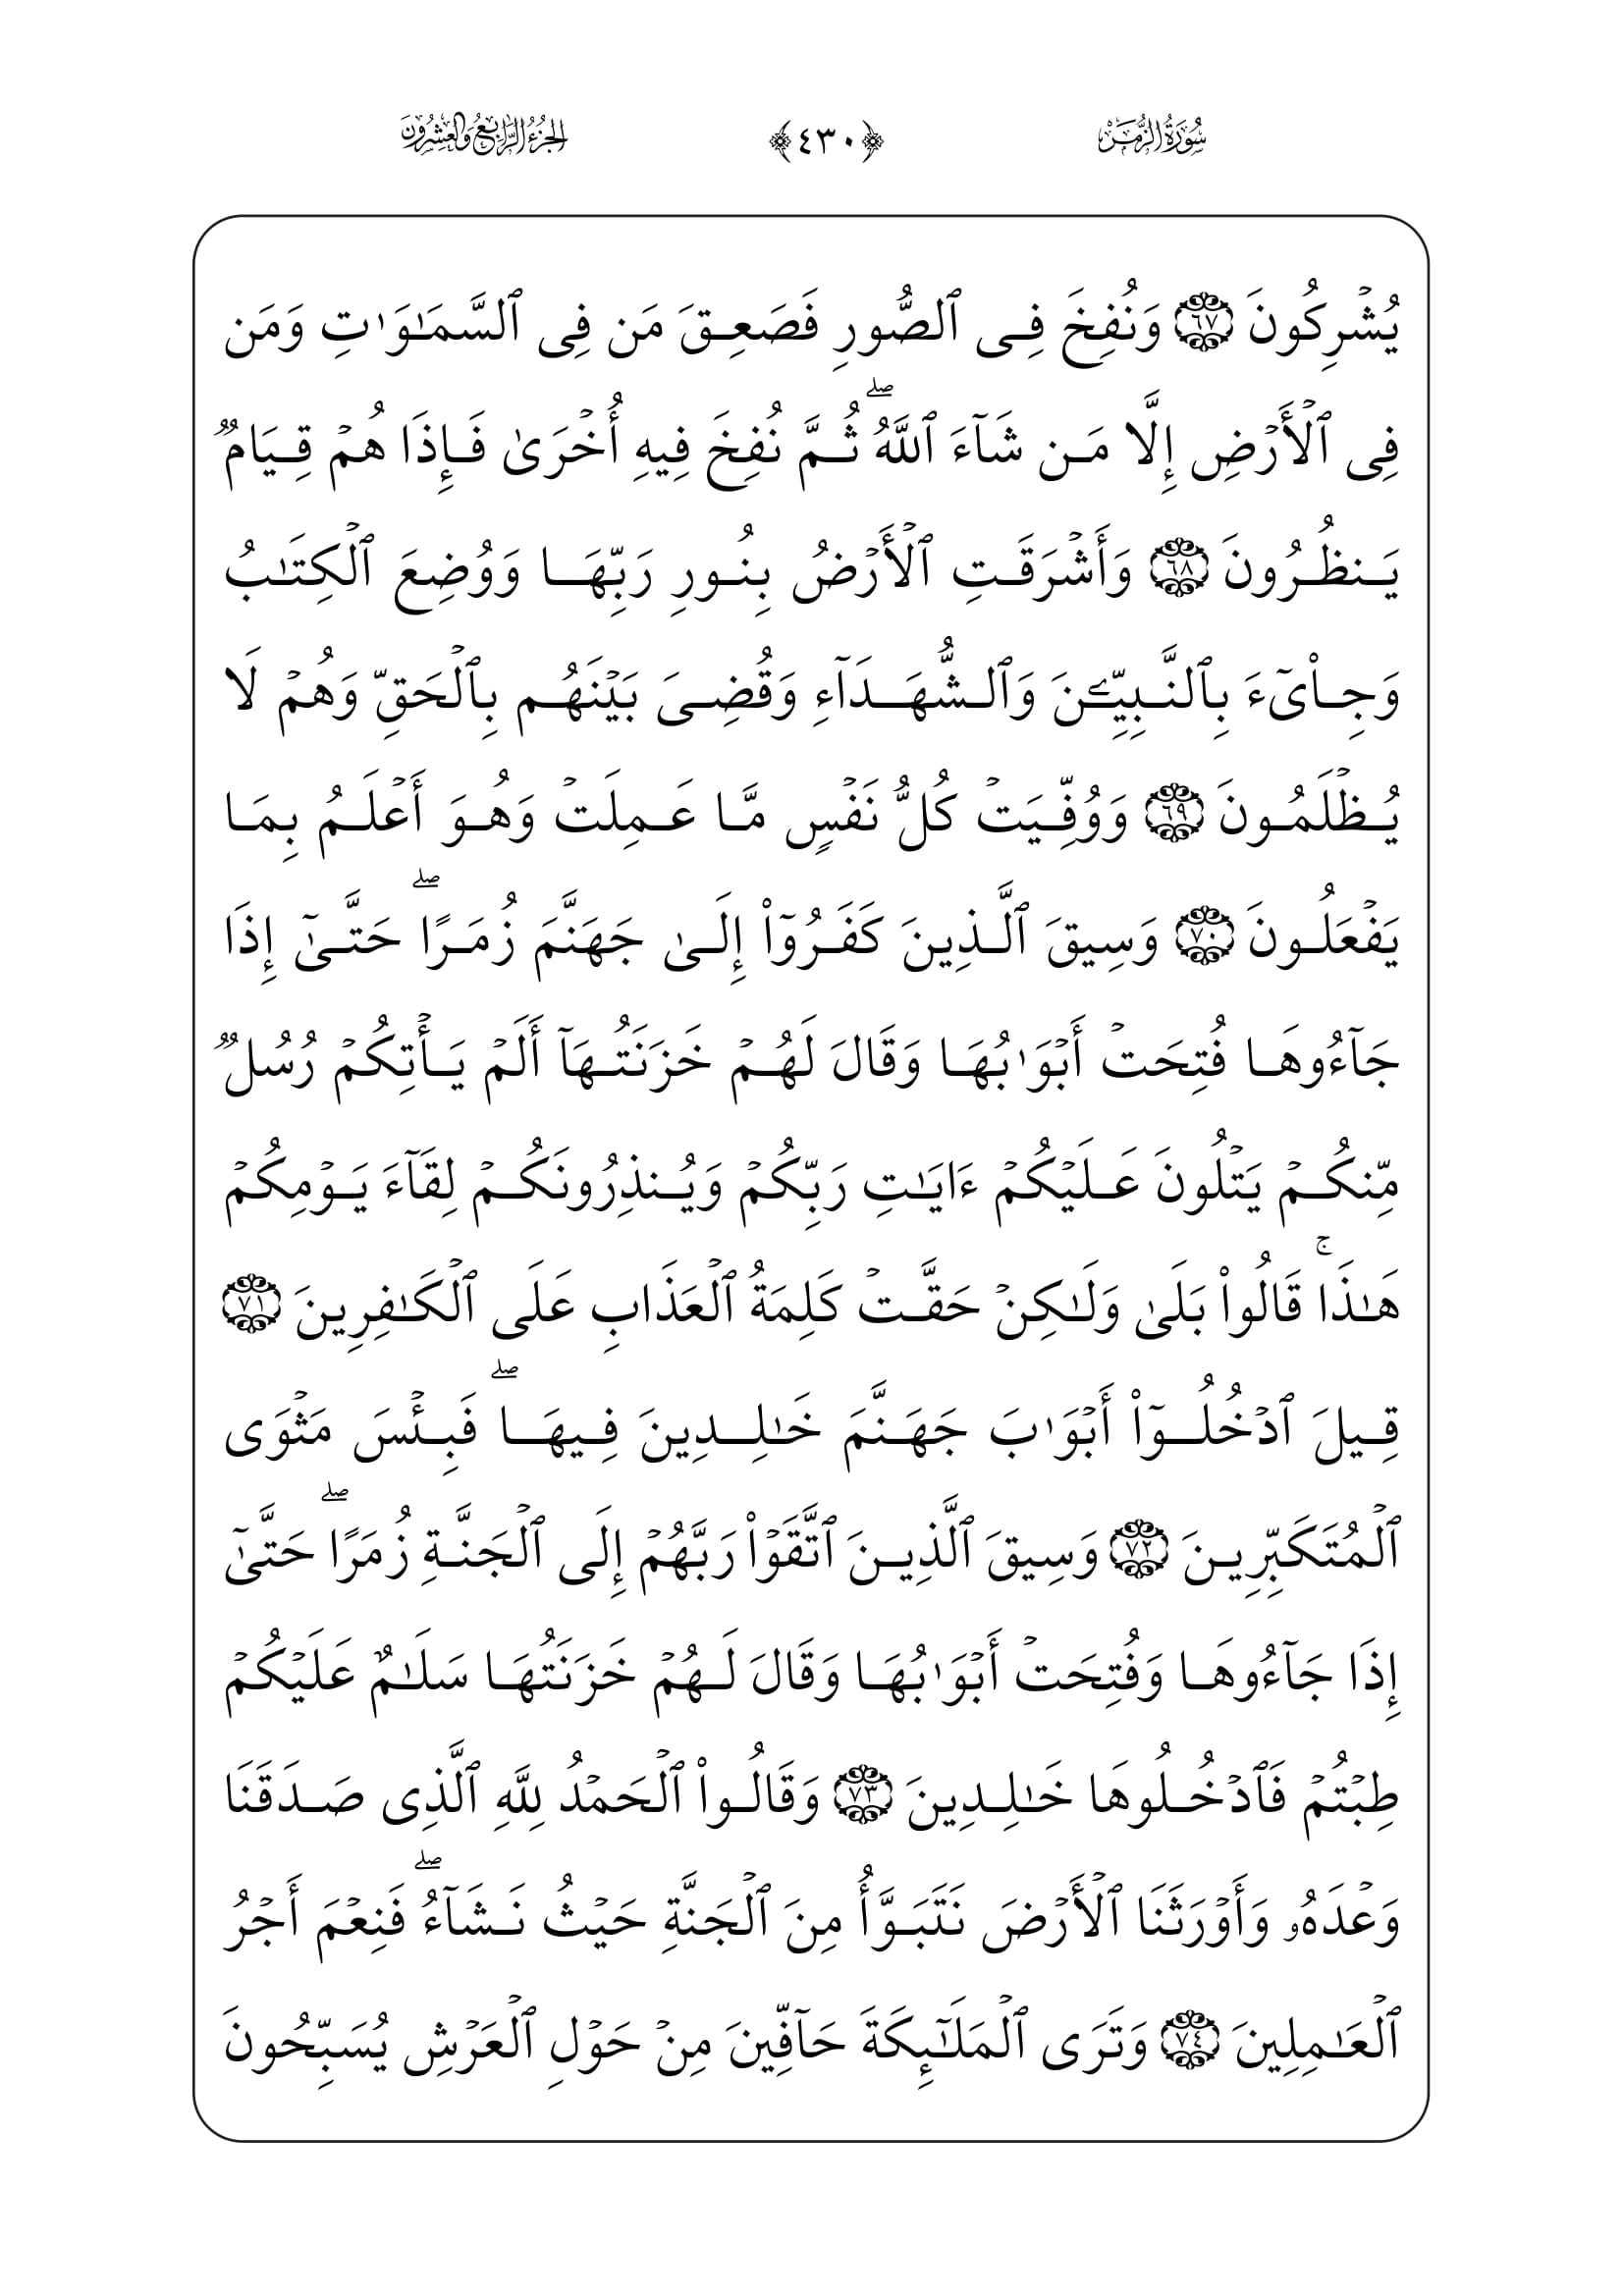 سُورَةُ الزُّمَرِ ﴿٤٣٠﴾ الجُزْءُ الرَّابِعُ وَالعِشْرُونَ
يُشۡرِكُونَ ٦٧ وَنُفِخَ فِى ٱلصُّورِ فَصَعِقَ مَن فِى ٱلسَّمَـٰوَٰتِ وَمَن
فِى ٱلۡأَرۡضِ إِلَّا مَن شَآءَ ٱللَّهُۖ ثُمَّ نُفِخَ فِيهِ أُخۡرَىٰ فَإِذَا هُمۡ قِيَامٌ
يَنظُرُونَ ٦٨ وَأَشۡرَقَتِ ٱلۡأَرۡضُ بِنُورِ رَبِّهَا وَوُضِعَ ٱلۡكِتَـٰبُ
وَجِا۟ىٓءَ بِٱلنَّبِيِّـۧنَ وَٱلشُّهَدَآءِ وَقُضِىَ بَيۡنَهُم بِٱلۡحَقِّ وَهُمۡ لَا
يُظۡلَمُونَ ٦٩ وَوُفِّيَتۡ كُلُّ نَفۡسٍ مَّا عَمِلَتۡ وَهُوَ أَعۡلَمُ بِمَا
يَفۡعَلُونَ ٧٠ وَسِيقَ ٱلَّذِينَ كَفَرُوٓا۟ إِلَىٰ جَهَنَّمَ زُمَرًاۖ حَتَّىٰٓ إِذَا
جَآءُوهَا فُتِحَتۡ أَبۡوَٰبُهَا وَقَالَ لَهُمۡ خَزَنَتُهَآ أَلَمۡ يَأۡتِكُمۡ رُسُلٌ
مِّنكُمۡ يَتۡلُونَ عَلَيۡكُمۡ ءَايَـٰتِ رَبِّكُمۡ وَيُنذِرُونَكُمۡ لِقَآءَ يَوۡمِكُمۡ
هَـٰذَاۚ قَالُوا۟ بَلَىٰ وَلَـٰكِنۡ حَقَّتۡ كَلِمَةُ ٱلۡعَذَابِ عَلَى ٱلۡكَـٰفِرِينَ ٧١
قِيلَ ٱدۡخُلُوٓا۟ أَبۡوَٰبَ جَهَنَّمَ خَـٰلِدِينَ فِيهَاۖ فَبِئۡسَ مَثۡوَى
ٱلۡمُتَكَبِّرِينَ ٧٢ وَسِيقَ ٱلَّذِينَ ٱتَّقَوۡا۟ رَبَّهُمۡ إِلَى ٱلۡجَنَّةِ زُمَرًاۖ حَتَّىٰٓ
إِذَا جَآءُوهَا وَفُتِحَتۡ أَبۡوَٰبُهَا وَقَالَ لَهُمۡ خَزَنَتُهَا سَلَـٰمٌ عَلَيۡكُمۡ
طِبۡتُمۡ فَٱدۡخُلُوهَا خَـٰلِدِينَ ٧٣ وَقَالُوا۟ ٱلۡحَمۡدُ لِلَّهِ ٱلَّذِى صَدَقَنَا
وَعۡدَهُۥ وَأَوۡرَثَنَا ٱلۡأَرۡضَ نَتَبَوَّأُ مِنَ ٱلۡجَنَّةِ حَيۡثُ نَشَآءُۖ فَنِعۡمَ أَجۡرُ
ٱلۡعَـٰمِلِينَ ٧٤ وَتَرَى ٱلۡمَلَـٰٓئِكَةَ حَآفِّينَ مِنۡ حَوۡلِ ٱلۡعَرۡشِ يُسَبِّحُونَ